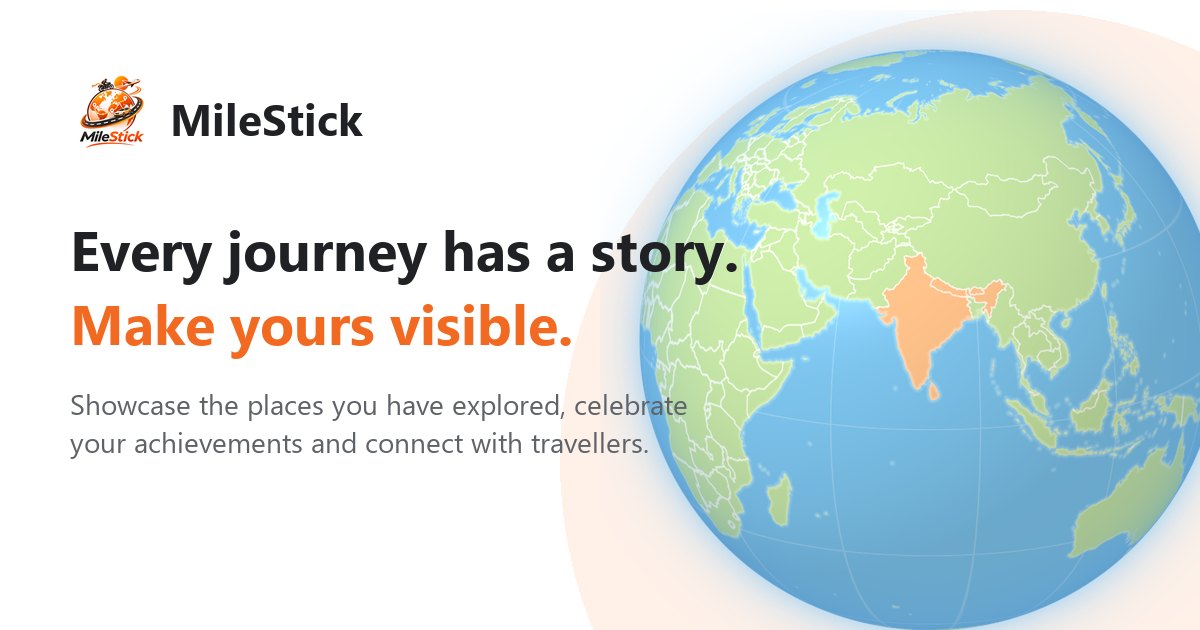 MileStick
MileStick
Every journey has a story.
Make yours visible.
Showcase the places you have explored, celebrate
your achievements and connect with travellers.